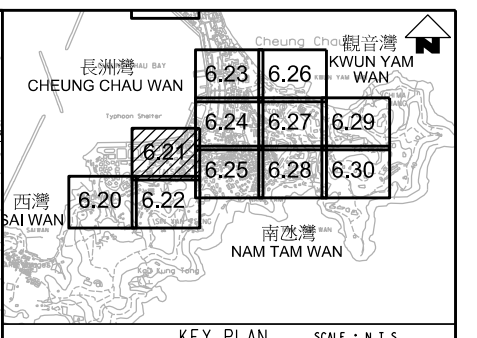 Cheung Chau
觀音灣
KWUN YAM
WAN
N
長洲灣
CHEUNG CHAU WAN
6.23
6.26
Typhoon Shelter
6.24
6.27
6.29
6.21
6.25
6.28
6.30
西灣
SAI WAN
6.20
6.22
南氹灣
NAM TAM WAN
KEY PLAN
SCALE : N.T.S.